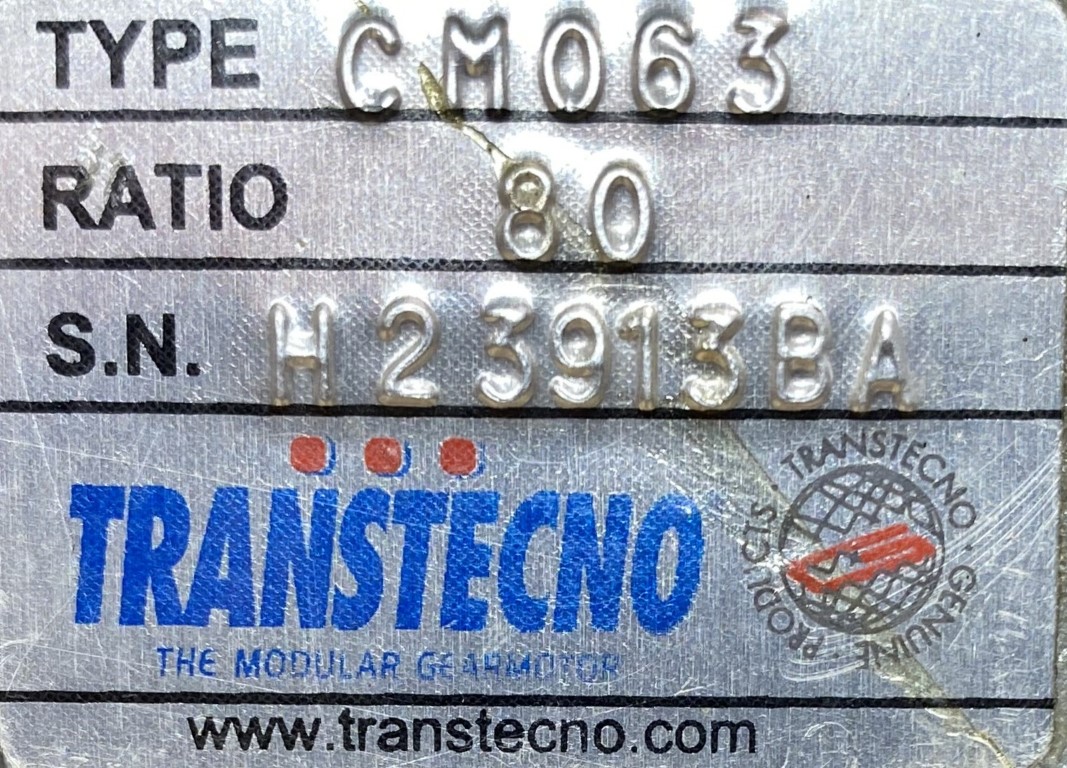 TYPE CM063
RATIO 80
S.N. H23913BA
TRANSTECNO
THE MODULAR GEARMOTOR
TRANSTECNO · GENUINE · PRODUCTS
www.transtecno.com